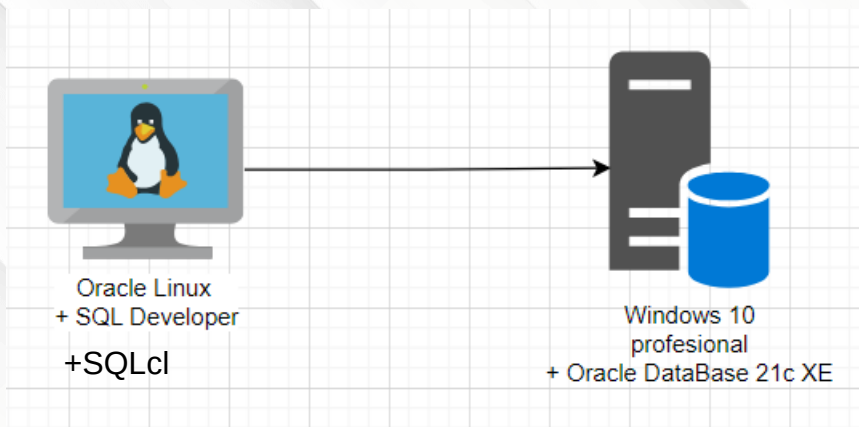 Oracle Linux
+ SQL Developer
+SQLcl
Windows 10
profesional
+ Oracle DataBase 21c XE